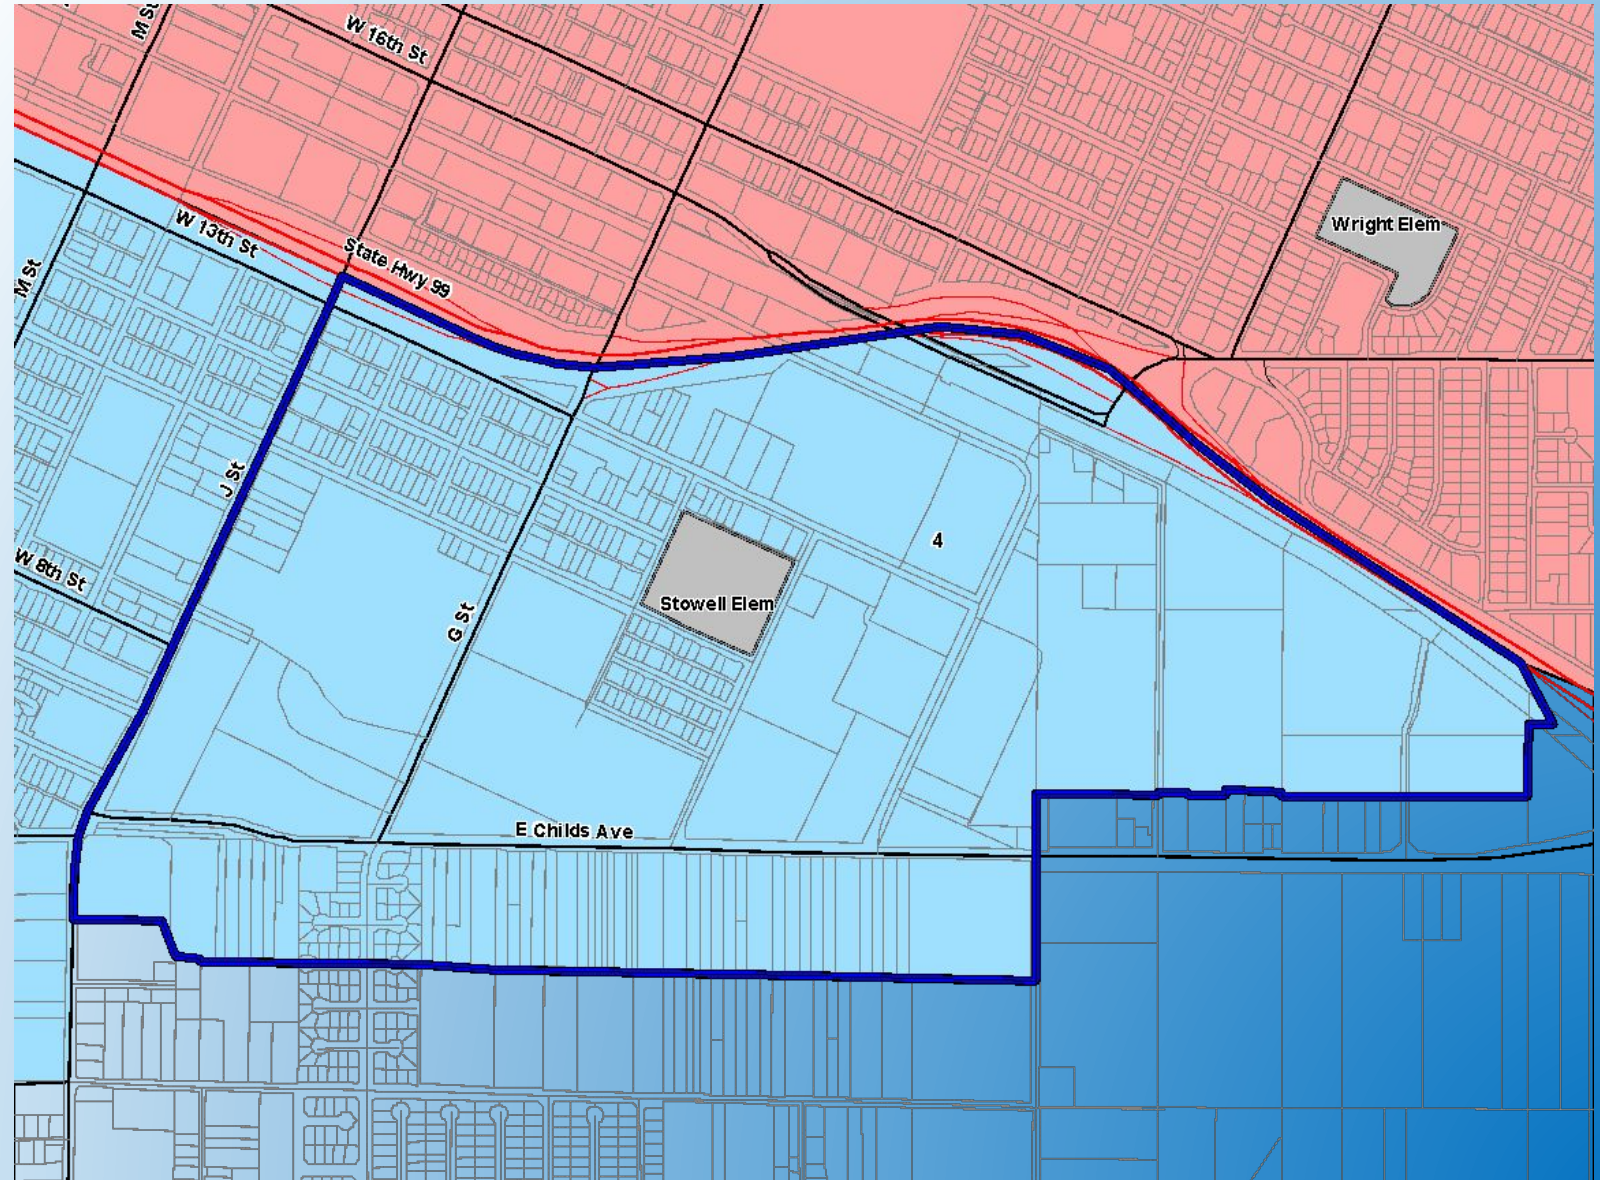 M St
W 16th St
Wright Elem
W 13th St
State Hwy 99
M St
J St
4
W 8th St
Stowell Elem
G St
E Childs Ave